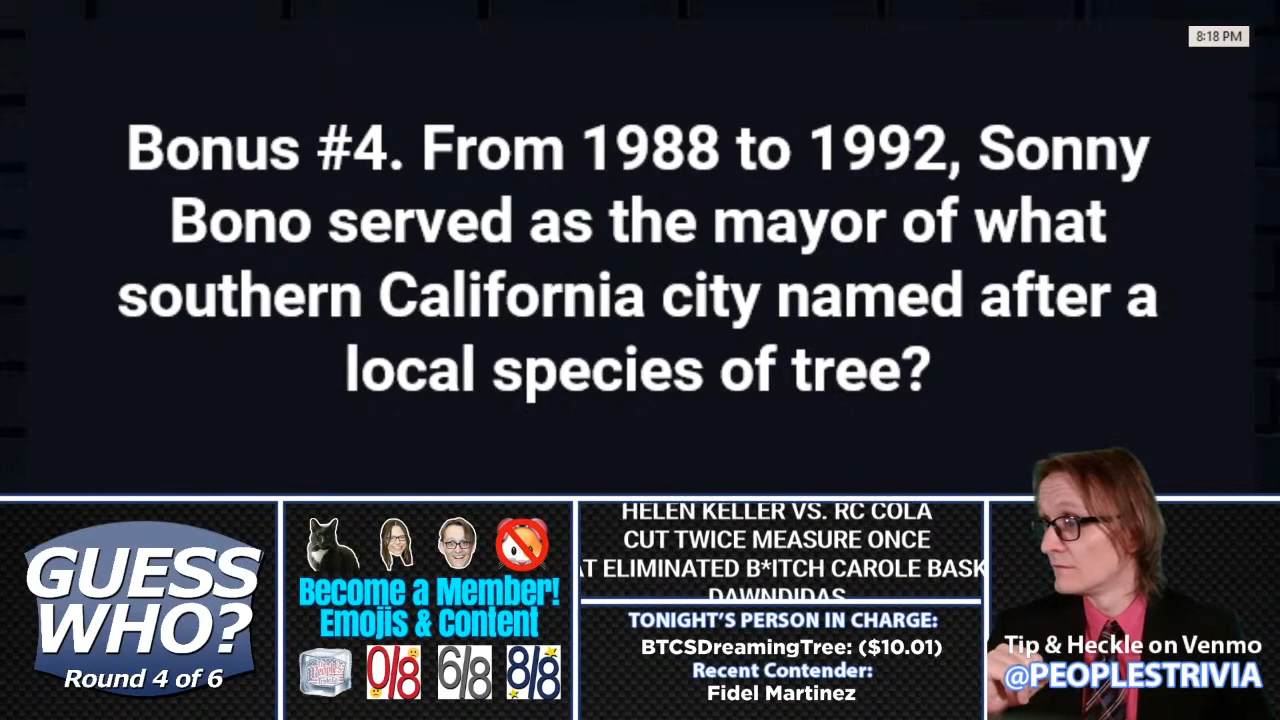 8:18 PM
Bonus #4. From 1988 to 1992, Sonny
Bono served as the mayor of what
southern California city named after a
local species of tree?
GUESS
WHO?
Round 4 of 6
Become a Member!
Emojis & Content
0/8
6/8
8/8
HELEN KELLER VS. RC COLA
CUT TWICE MEASURE ONCE
AT ELIMINATED B*ITCH CAROLE BASK
DAWNDIDAS
TONIGHT'S PERSON IN CHARGE:
BTCSDreamingTree: ($10.01)
Recent Contender:
Fidel Martinez
Tip & Heckle on Venmo
@PEOPLESTRIVIA